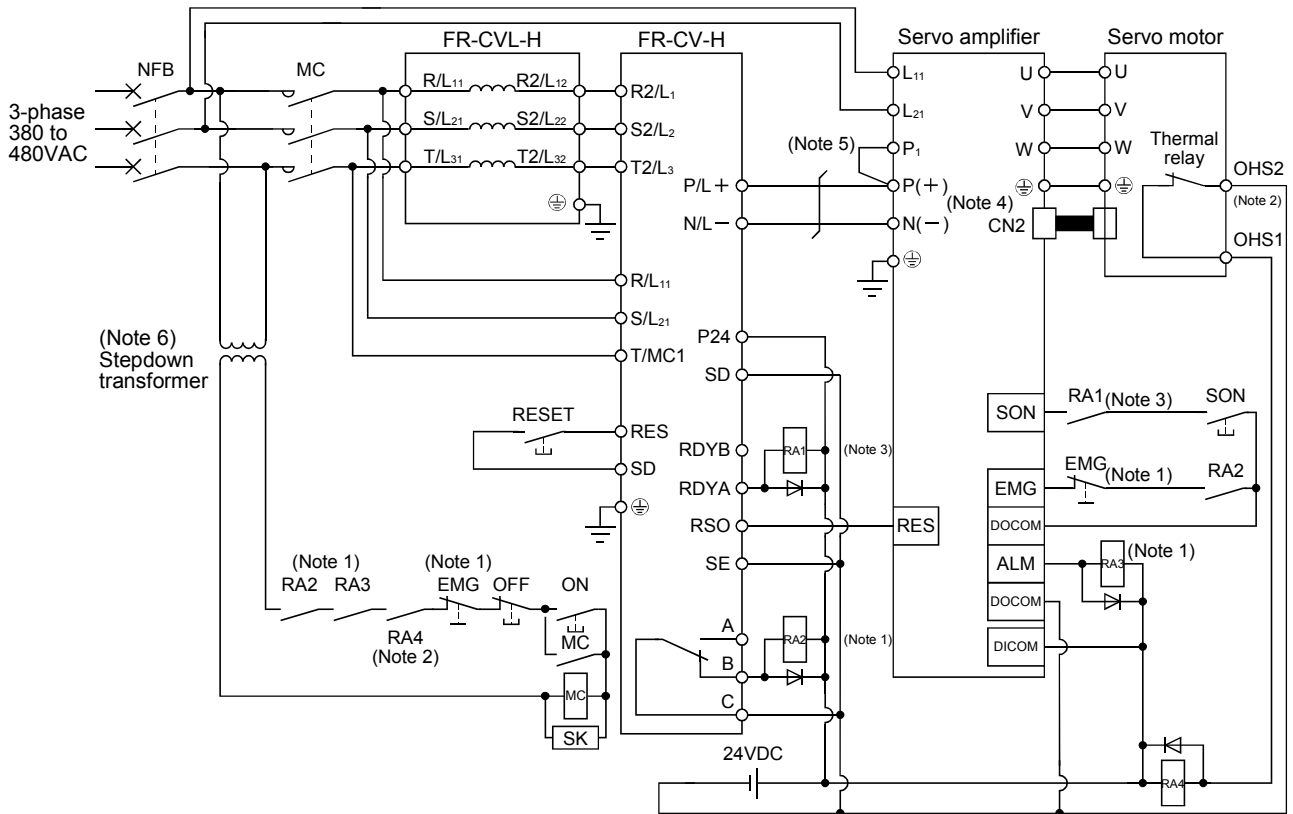 FR-CVL-H
FR-CV-H
Servo amplifier
Servo motor
NFB
MC
3-phase
380 to
480VAC
R/L11
R2/L12
S/L21
S2/L22
T/L31
T2/L32
R2/L1
S2/L2
T2/L3
P/L+
N/L−
R/L11
S/L21
T/MC1
P24
SD
RESET
RES
SD
RDYB
RDYA
RSO
SE
A
B
C
RA1
(Note 3)
RA2
(Note 1)
L11
L21
(Note 5)
P1
P(+)
(Note 4)
N(−)
CN2
U
V
W
U
V
W
Thermal
relay
OHS2
(Note 2)
OHS1
RES
SON
RA1
(Note 3)
SON
EMG
EMG
(Note 1)
RA2
DOCOM
ALM
RA3
(Note 1)
DOCOM
DICOM
RA4
24VDC
(Note 6)
Stepdown
transformer
(Note 1)
RA2
RA3
RA4
(Note 2)
(Note 1)
EMG
OFF
ON
MC
MC
SK